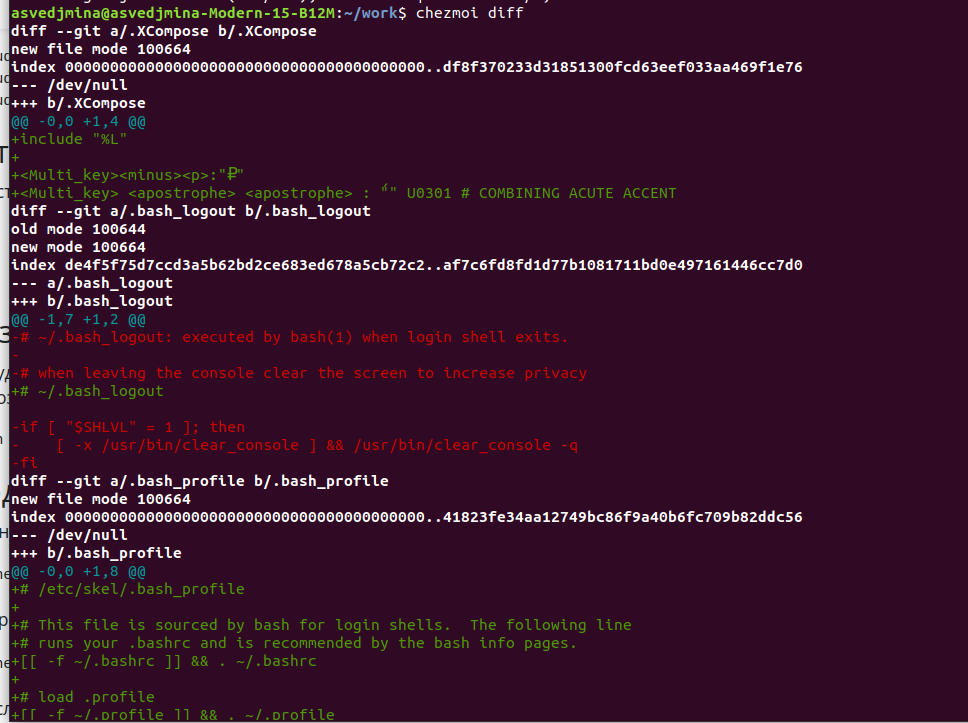 asvedjmina@asvedjmina-Modern-15-B12M:~/work$ chezmoi diff
diff --git a/.XCompose b/.XCompose
new file mode 100664
index 0000000000000000000000000000000000000000..df8f370233d31851300fcd63eef033aa469f1e76
--- /dev/null
+++ b/.XCompose
@@ -0,0 +1,4 @@
+include "%L"
+
+<Multi_key><minus><p>:"₽"
+<Multi_key> <apostrophe> <apostrophe> : "́" U0301 # COMBINING ACUTE ACCENT
diff --git a/.bash_logout b/.bash_logout
old mode 100644
new mode 100664
index de4f5f75d7ccd3a5b62bd2ce683ed678a5cb72c2..af7c6fd8fd1d77b1081711bd0e497161446cc7d0
--- a/.bash_logout
+++ b/.bash_logout
@@ -1,7 +1,2 @@
-# ~/.bash_logout: executed by bash(1) when login shell exits.
-
-# when leaving the console clear the screen to increase privacy
+# ~/.bash_logout
-if [ "$SHLVL" = 1 ]; then
-    [ -x /usr/bin/clear_console ] && /usr/bin/clear_console -q
-fi
diff --git a/.bash_profile b/.bash_profile
new file mode 100664
index 0000000000000000000000000000000000000000..41823fe34aa12749bc86f9a40b6fc709b82ddc56
--- /dev/null
+++ b/.bash_profile
@@ -0,0 +1,8 @@
+# /etc/skel/.bash_profile
+
+# This file is sourced by bash for login shells.  The following line
+# runs your .bashrc and is recommended by the bash info pages.
+[[ -f ~/.bashrc ]] && . ~/.bashrc
+
+# load .profile
+[[ -f ~/.profile ]] && . ~/.profile